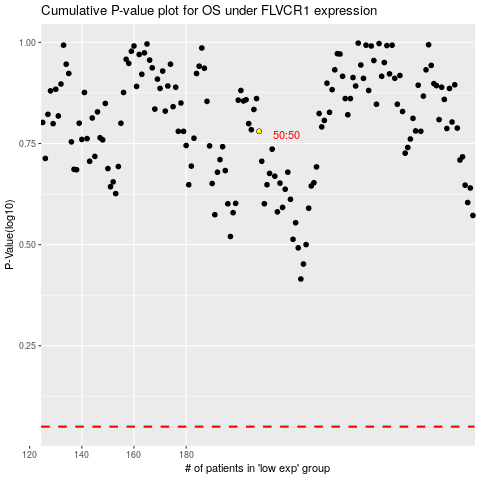 Cumulative P-value plot for OS under FLVCR1 expression
1.00
0.75
0.50
0.25
P-Value(log10)
50:50
120 140 160 180
# of patients in 'low exp' group